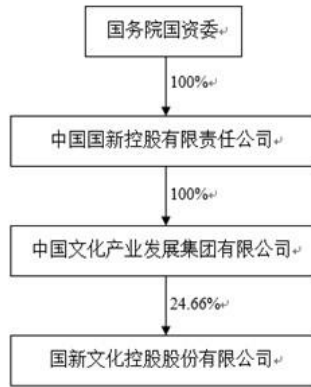 国务院国资委
100%
中国国新控股有限责任公司
100%
中国文化产业发展集团有限公司
24.66%
国新文化控股股份有限公司